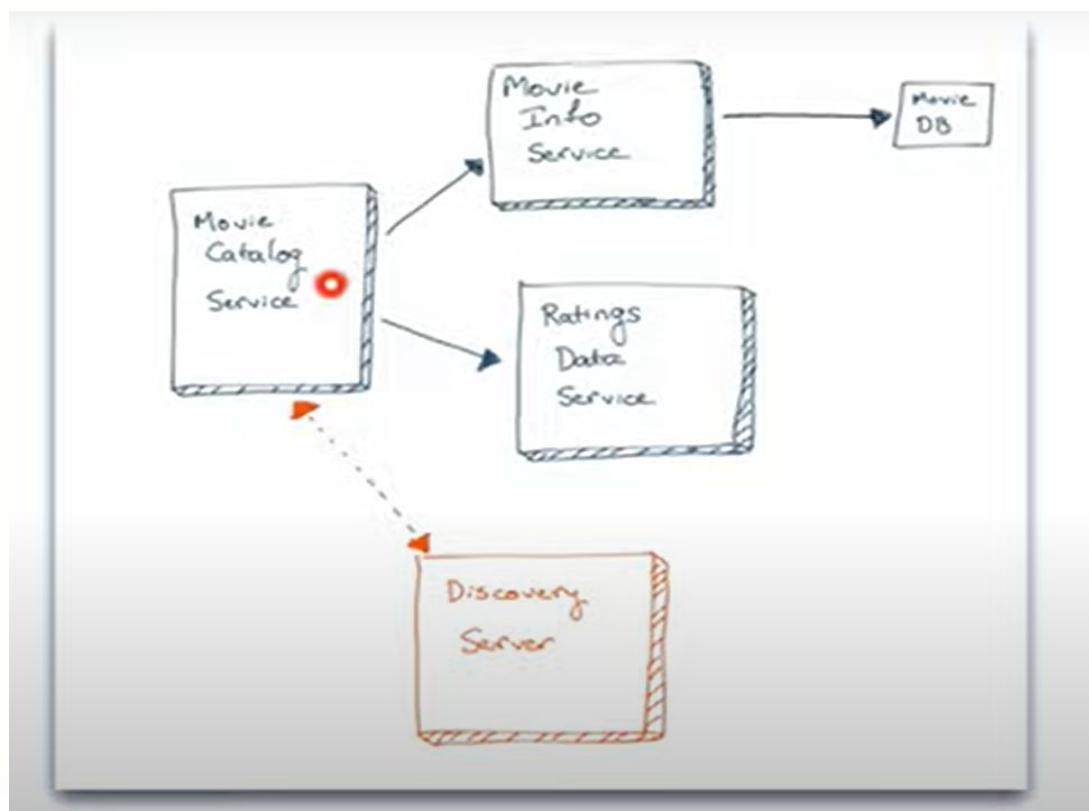 Movie
Catalog
Service
Movie
Info
Service
Movie
DB
Ratings
Data
Service
Discovery
Server